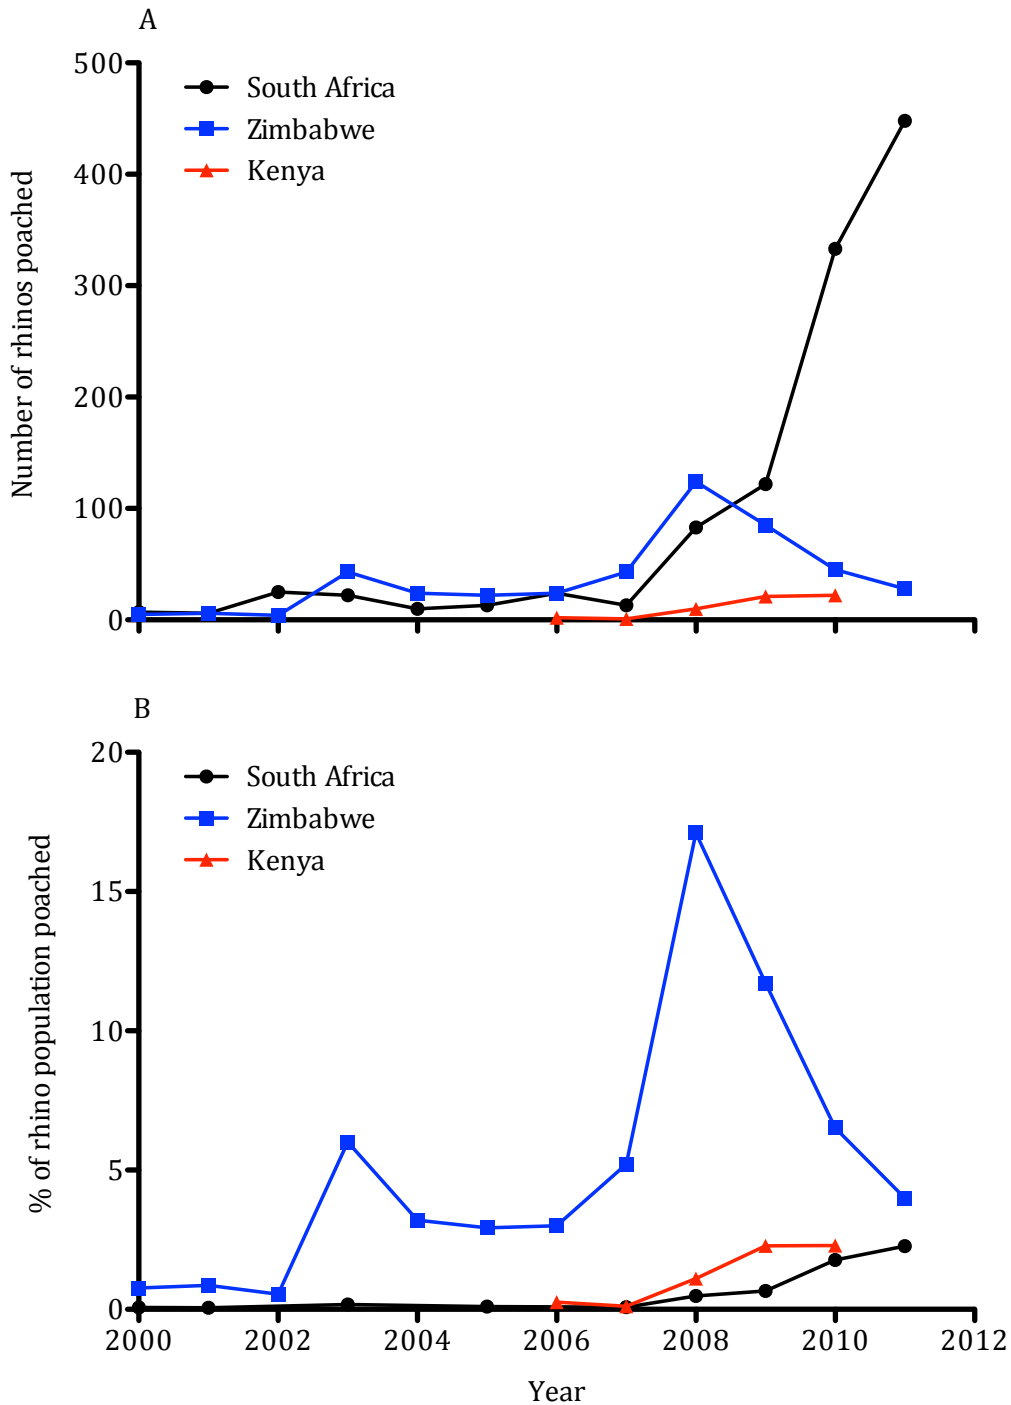 A
500
400
300
200
100
0
Number of rhinos poached
South Africa
Zimbabwe
Kenya
B
20
15
10
5
0
% of rhino population poached
South Africa
Zimbabwe
Kenya
2000 2002 2004 2006 2008 2010 2012
Year